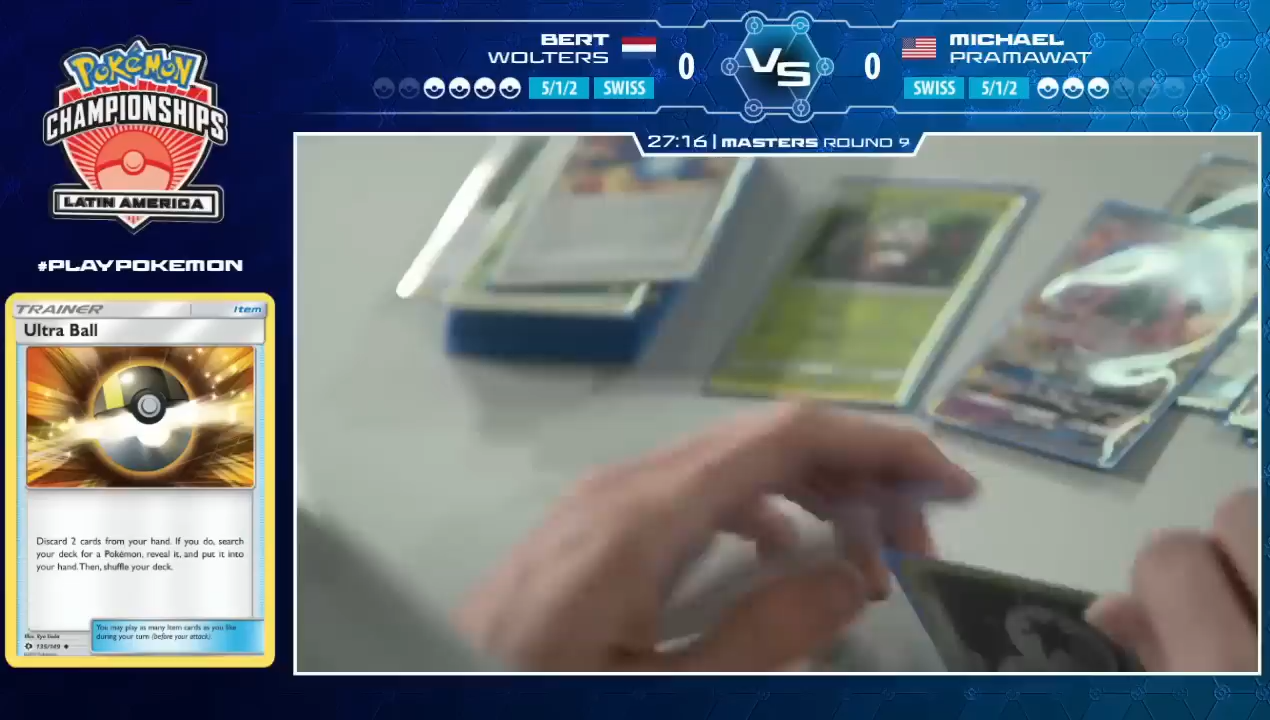 Pokémon
CHAMPIONSHIPS
LATIN AMERICA
#PLAYPOKEMON
BERT
WOLTERS
0
VS
0
MICHAEL
PRAMAWAT
5/1/2
SWISS
SWISS
5/1/2
27:16 | MASTERS ROUND 9
TRAINER
Item
Ultra Ball
Discard 2 cards from your hand. If you do, search
your deck for a Pokémon, reveal it, and put it into
your hand. Then, shuffle your deck.
You may play as many Item cards as you like
during your turn (before your attack).
135/149